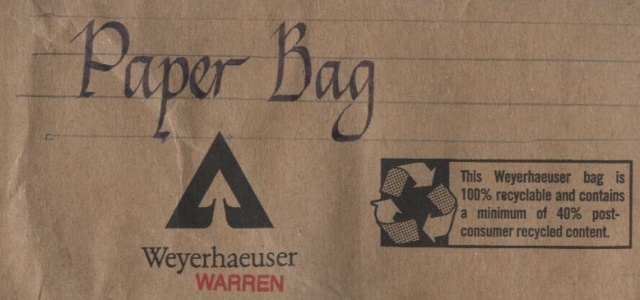 Paper Bag
Weyerhaeuser
WARREN
This Weyerhaeuser bag is
100% recyclable and contains
a minimum of 40% post-
consumer recycled content.